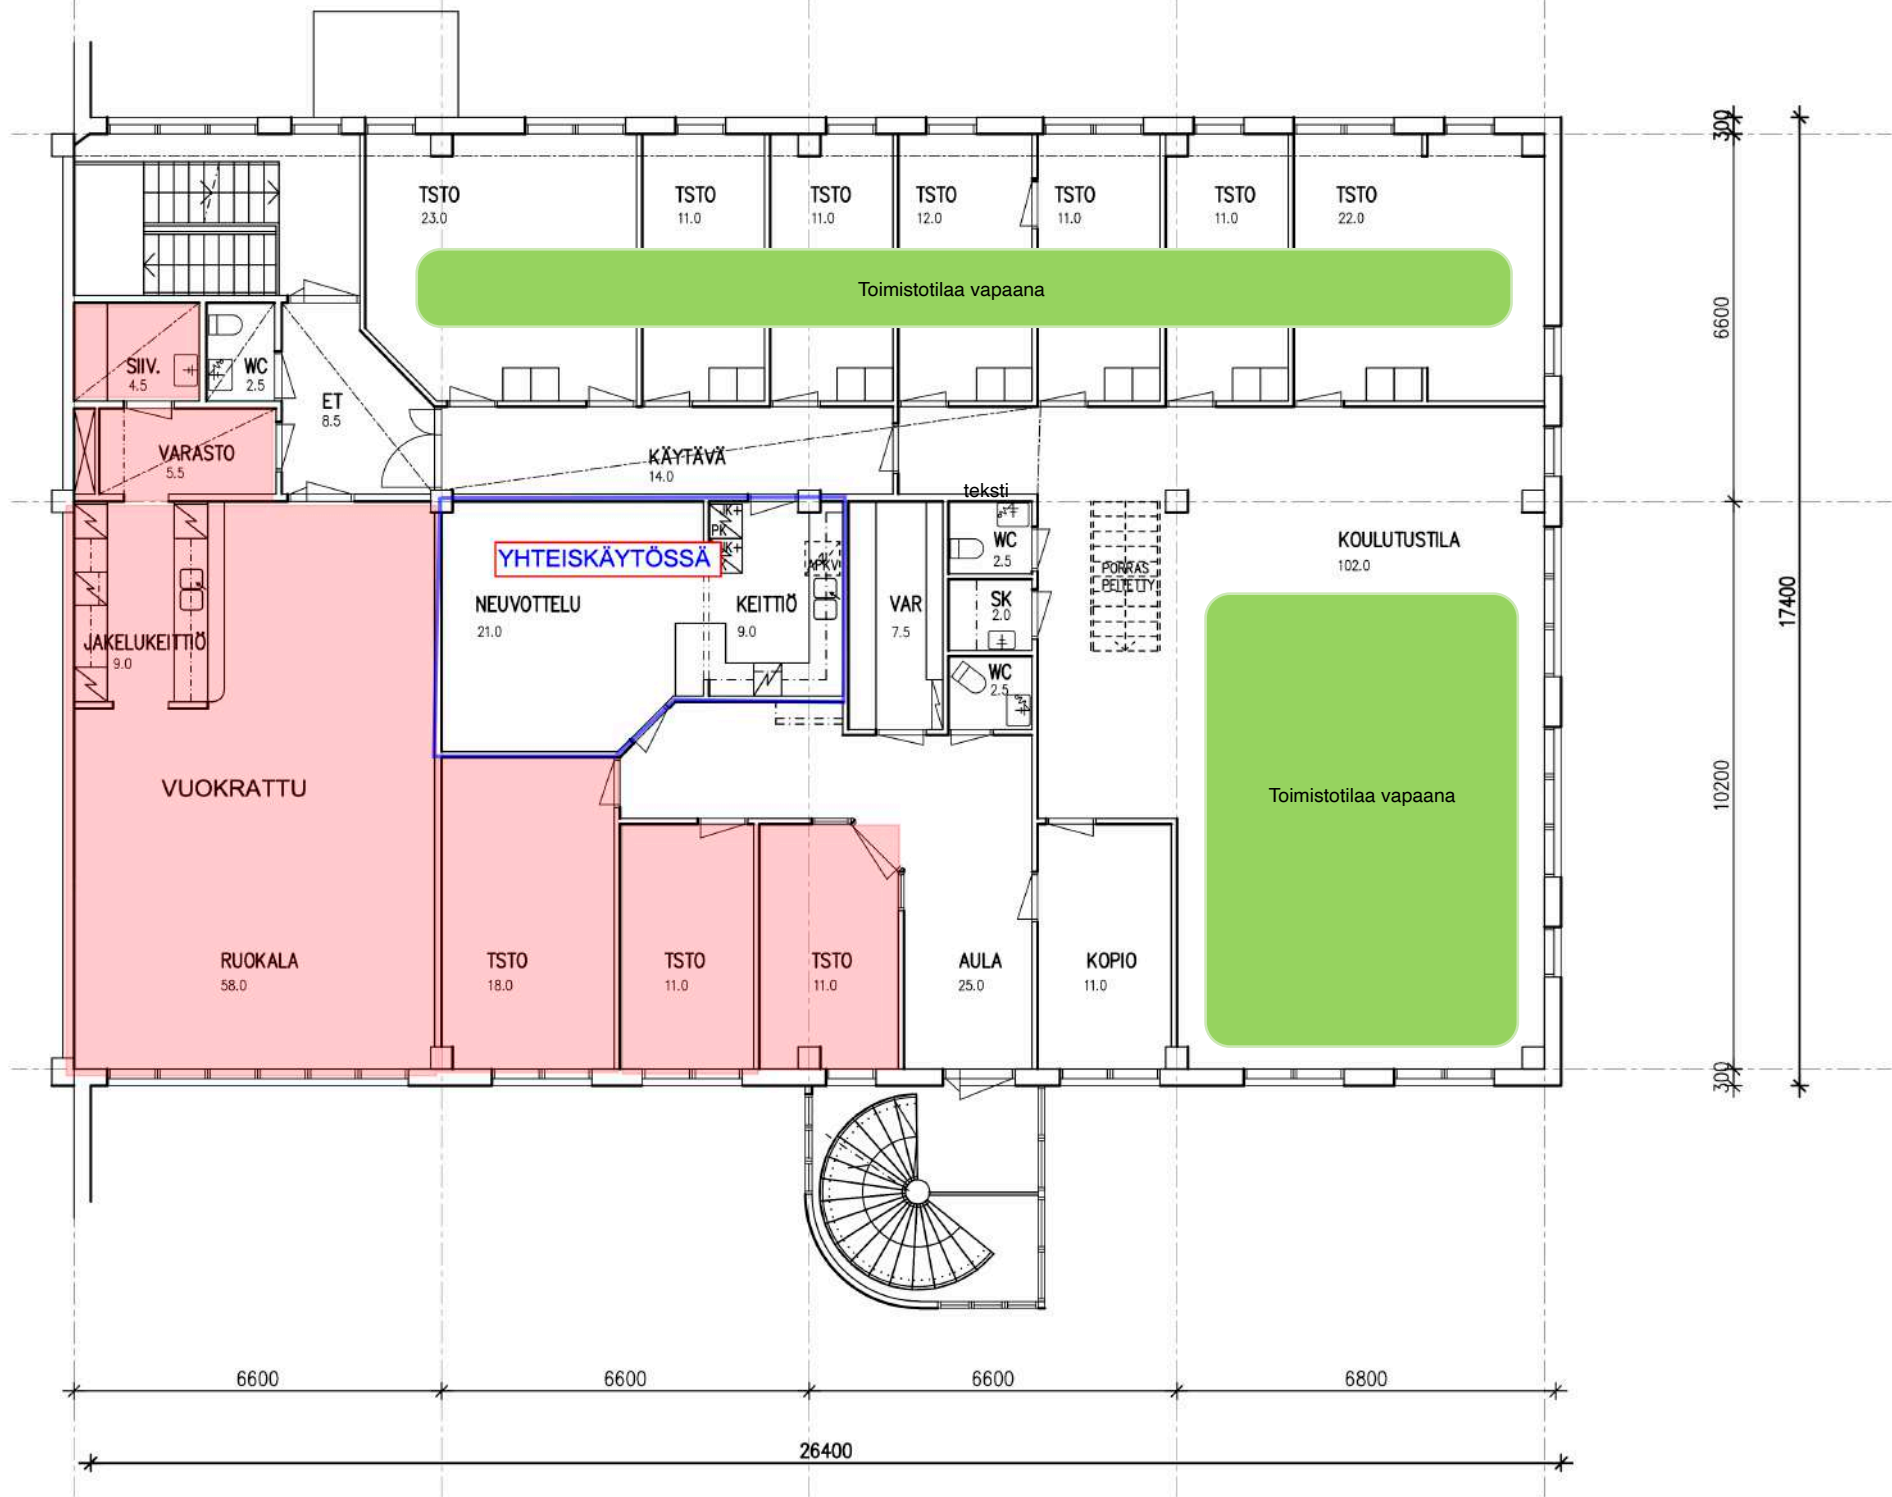 300
TSTO
23.0
TSTO
11.0
TSTO
11.0
TSTO
12.0
TSTO
11.0
TSTO
11.0
TSTO
22.0
Toimistotilaa vapaana
6600
SIIV.
4.5
WC
2.5
ET
8.5
VARASTO
5.5
KÄYTÄVÄ
14.0
teksti
YHTEISKÄYTÖSSÄ
JK+
PK
JK+
APKV
NEUVOTTELU
21.0
KEITTIÖ
9.0
VAR
7.5
WC
2.5
SK
2.0
WC
2.5
PORRAS
PEITETTY
KOULUTUSTILA
102.0
17400
JAKELUKEITTIÖ
9.0
VUOKRATTU
Toimistotilaa vapaana
10200
RUOKALA
58.0
TSTO
18.0
TSTO
11.0
TSTO
11.0
AULA
25.0
KOPIO
11.0
300
6600
6600
6600
6800
26400